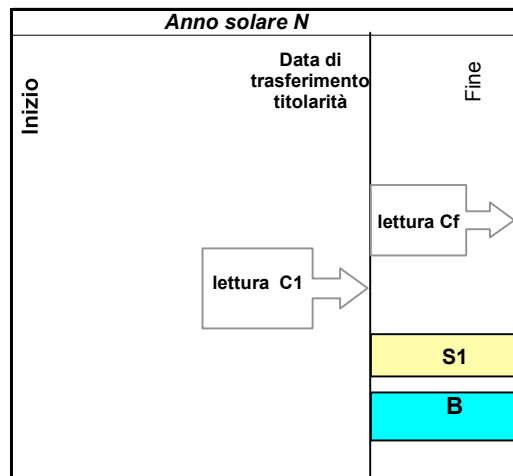 Anno solare N
Inizio
Data di
trasferimento
titolarità
Fine
lettura Cf
lettura C1
S1
B